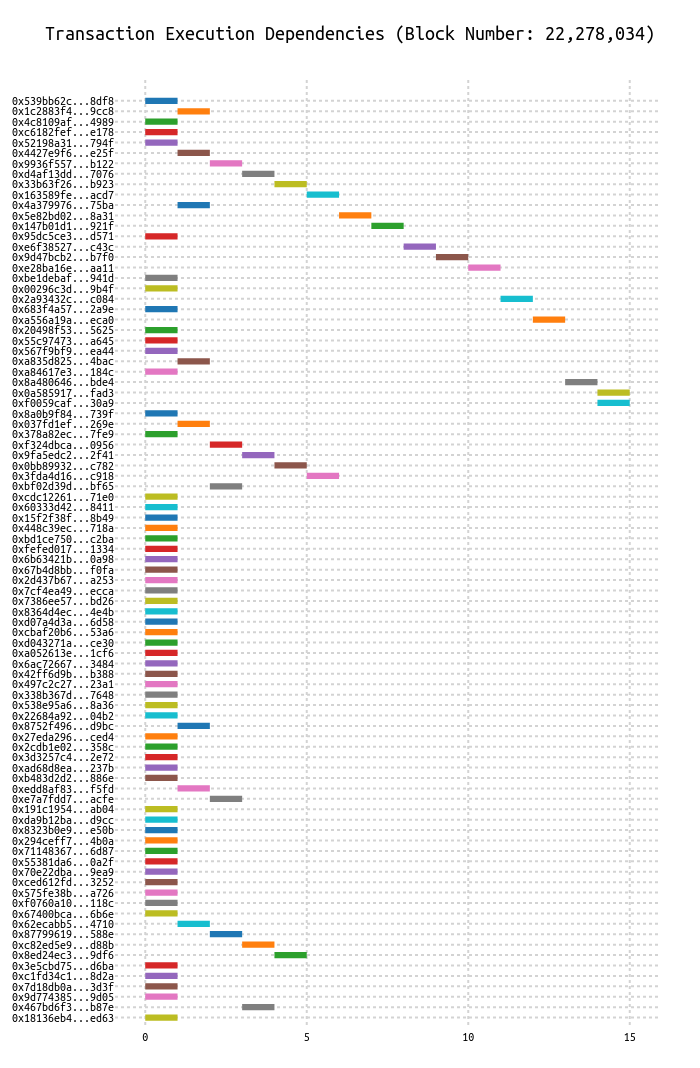 Transaction Execution Dependencies (Block Number: 22,278,034)
0x539bb62c...8df8
0x1c2883f4...9cc8
0x4c8109af...4989
0xc6182fef...e178
0x52198a31...794f
0x4427e9f6...e25f
0x9936f557...b122
0xd4af13dd...7076
0x33b63f26...b923
0x163589fe...acd7
0x4a379976...75ba
0x5e82bd02...8a31
0x147b01d1...921f
0x95dc5ce3...d571
0xe6f38527...c43c
0x9d47bcb2...b7f0
0xe28ba16e...aa11
0xbe1debaf...941d
0x00296c3d...9b4f
0x2a93432c...c084
0x683f4a57...2a9e
0xa556a19a...eca0
0x20498f53...5625
0x55c97473...a645
0x567f9bf9...ea44
0xa835d825...4bac
0xa84617e3...184c
0x8a480646...bde4
0x0a585917...fad3
0xf0059caf...30a9
0x8a0b9f84...739f
0x037fd1ef...269e
0x378a82ec...7fe9
0xf324dbca...0956
0x9fa5edc2...2f41
0x0bb89932...c782
0x3fda4d16...c918
0xbf02d39d...bf65
0xcdc12261...71e0
0x60333d42...8411
0x15f2f38f...8b49
0x448c39ec...718a
0xbd1ce750...c2ba
0xfefed017...1334
0x6b63421b...0a98
0x67b4d8bb...f0fa
0x2d437b67...a253
0x7cf4ea49...ecca
0x7386ee57...bd26
0x8364d4ec...4e4b
0xd07a4d3a...6d58
0xcbaf20b6...53a6
0xd043271a...ce30
0xa052613e...1cf6
0x6ac72667...3484
0x42ff6d9b...b388
0x497c2c27...23a1
0x338b367d...7648
0x538e95a6...8a36
0x22684a92...04b2
0x8752f496...d9bc
0x27eda296...ced4
0x2cdb1e02...358c
0x3d3257c4...2e72
0xad68d8ea...237b
0xb483d2d2...886e
0xedd8af83...f5fd
0xe7a7fdd7...acfe
0x191c1954...ab04
0xda9b12ba...d9cc
0x8323b0e9...e50b
0x294ceff7...4b0a
0x71148367...6d87
0x55381da6...0a2f
0x70e22dba...9ea9
0xced612fd...3252
0x575fe38b...a726
0xf0760a10...118c
0x67400bca...6b6e
0x62ecabb5...4710
0x87799619...588e
0xc82ed5e9...d88b
0x8ed24ec3...9df6
0x3e5cbd75...d6ba
0xc1fd34c1...8d2a
0x7d18db0a...3d3f
0x9d774385...9d05
0x467bd6f3...b87e
0x18136eb4...ed63
0 5 10 15